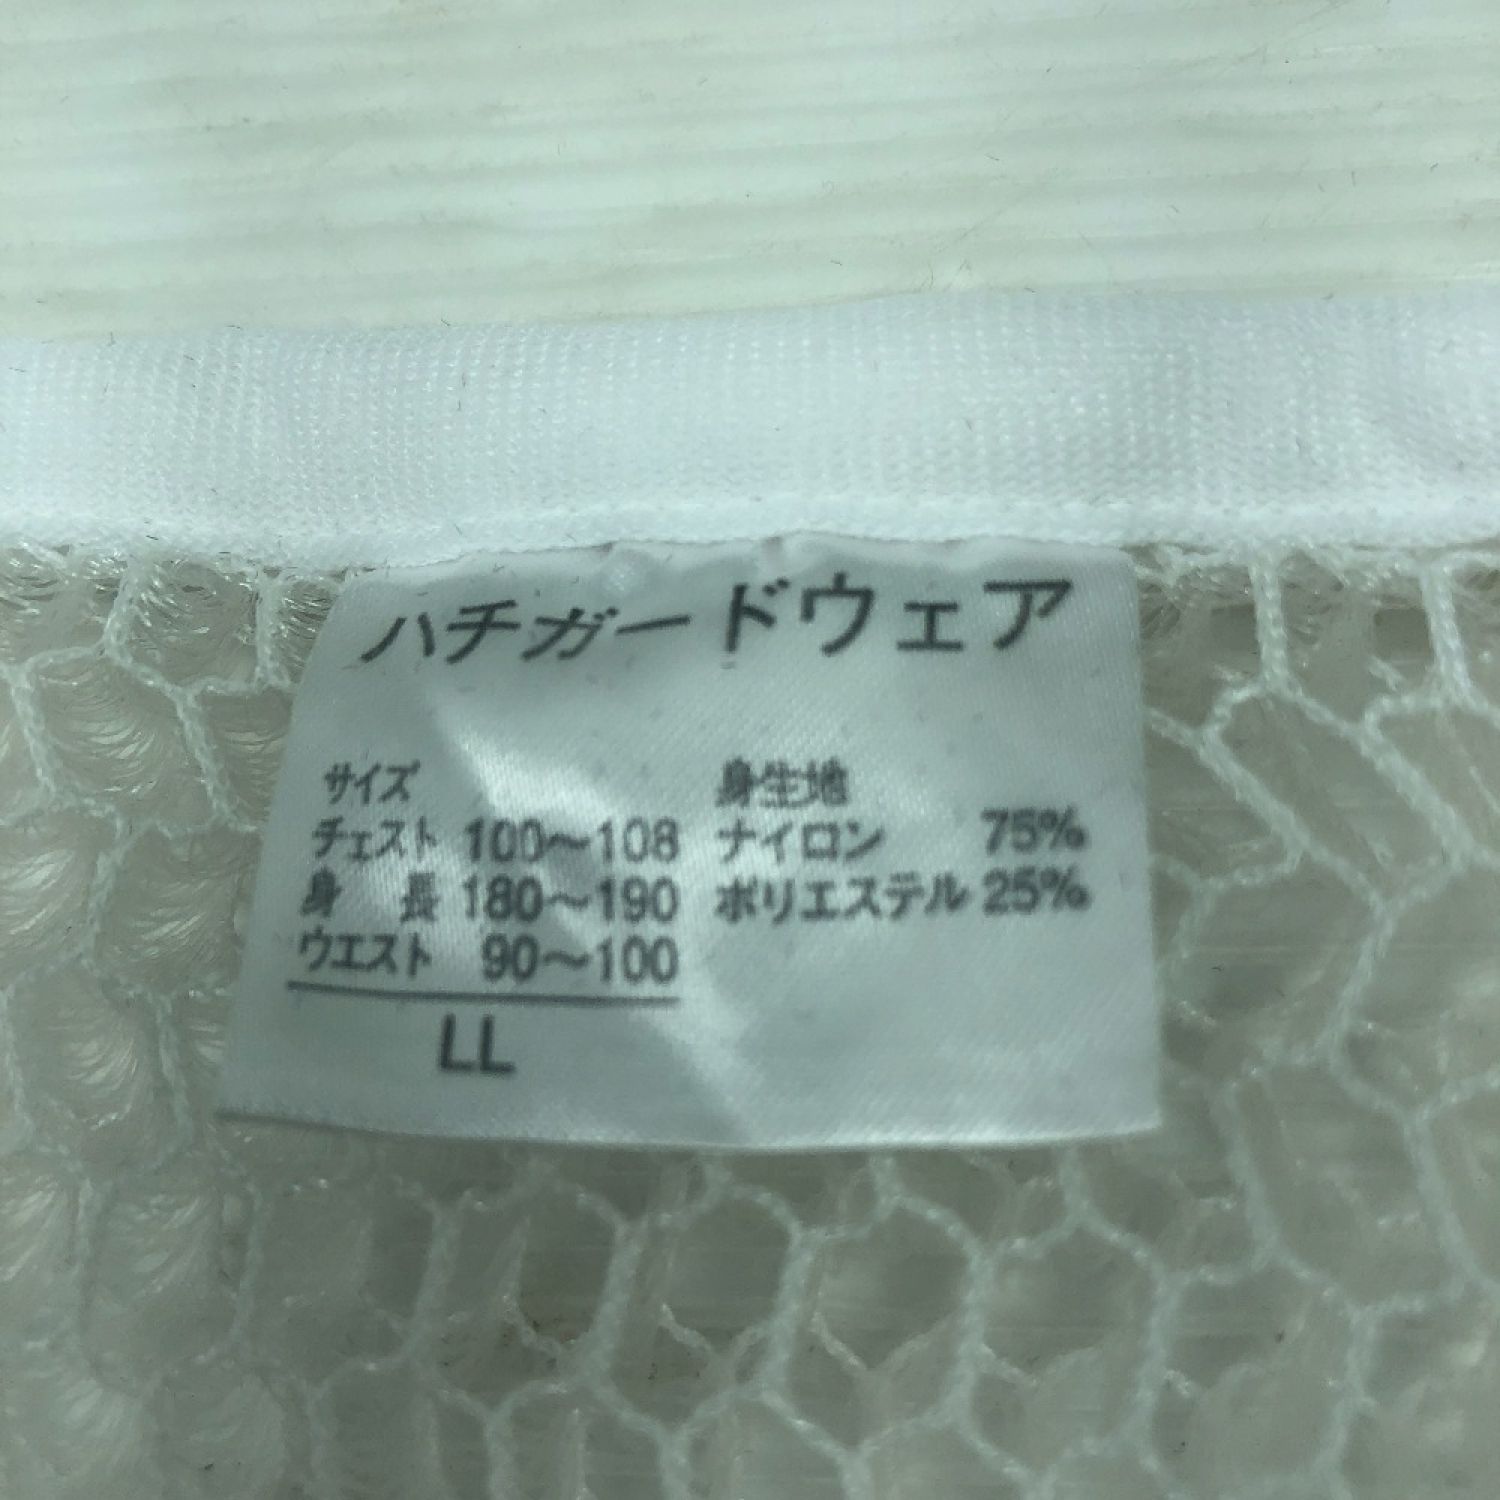 ハチガードウェア
サイズ
チェスト 100～108
身 長 180～190
ウエスト 90～100
LL
身生地
ナイロン 75%
ポリエステル 25%